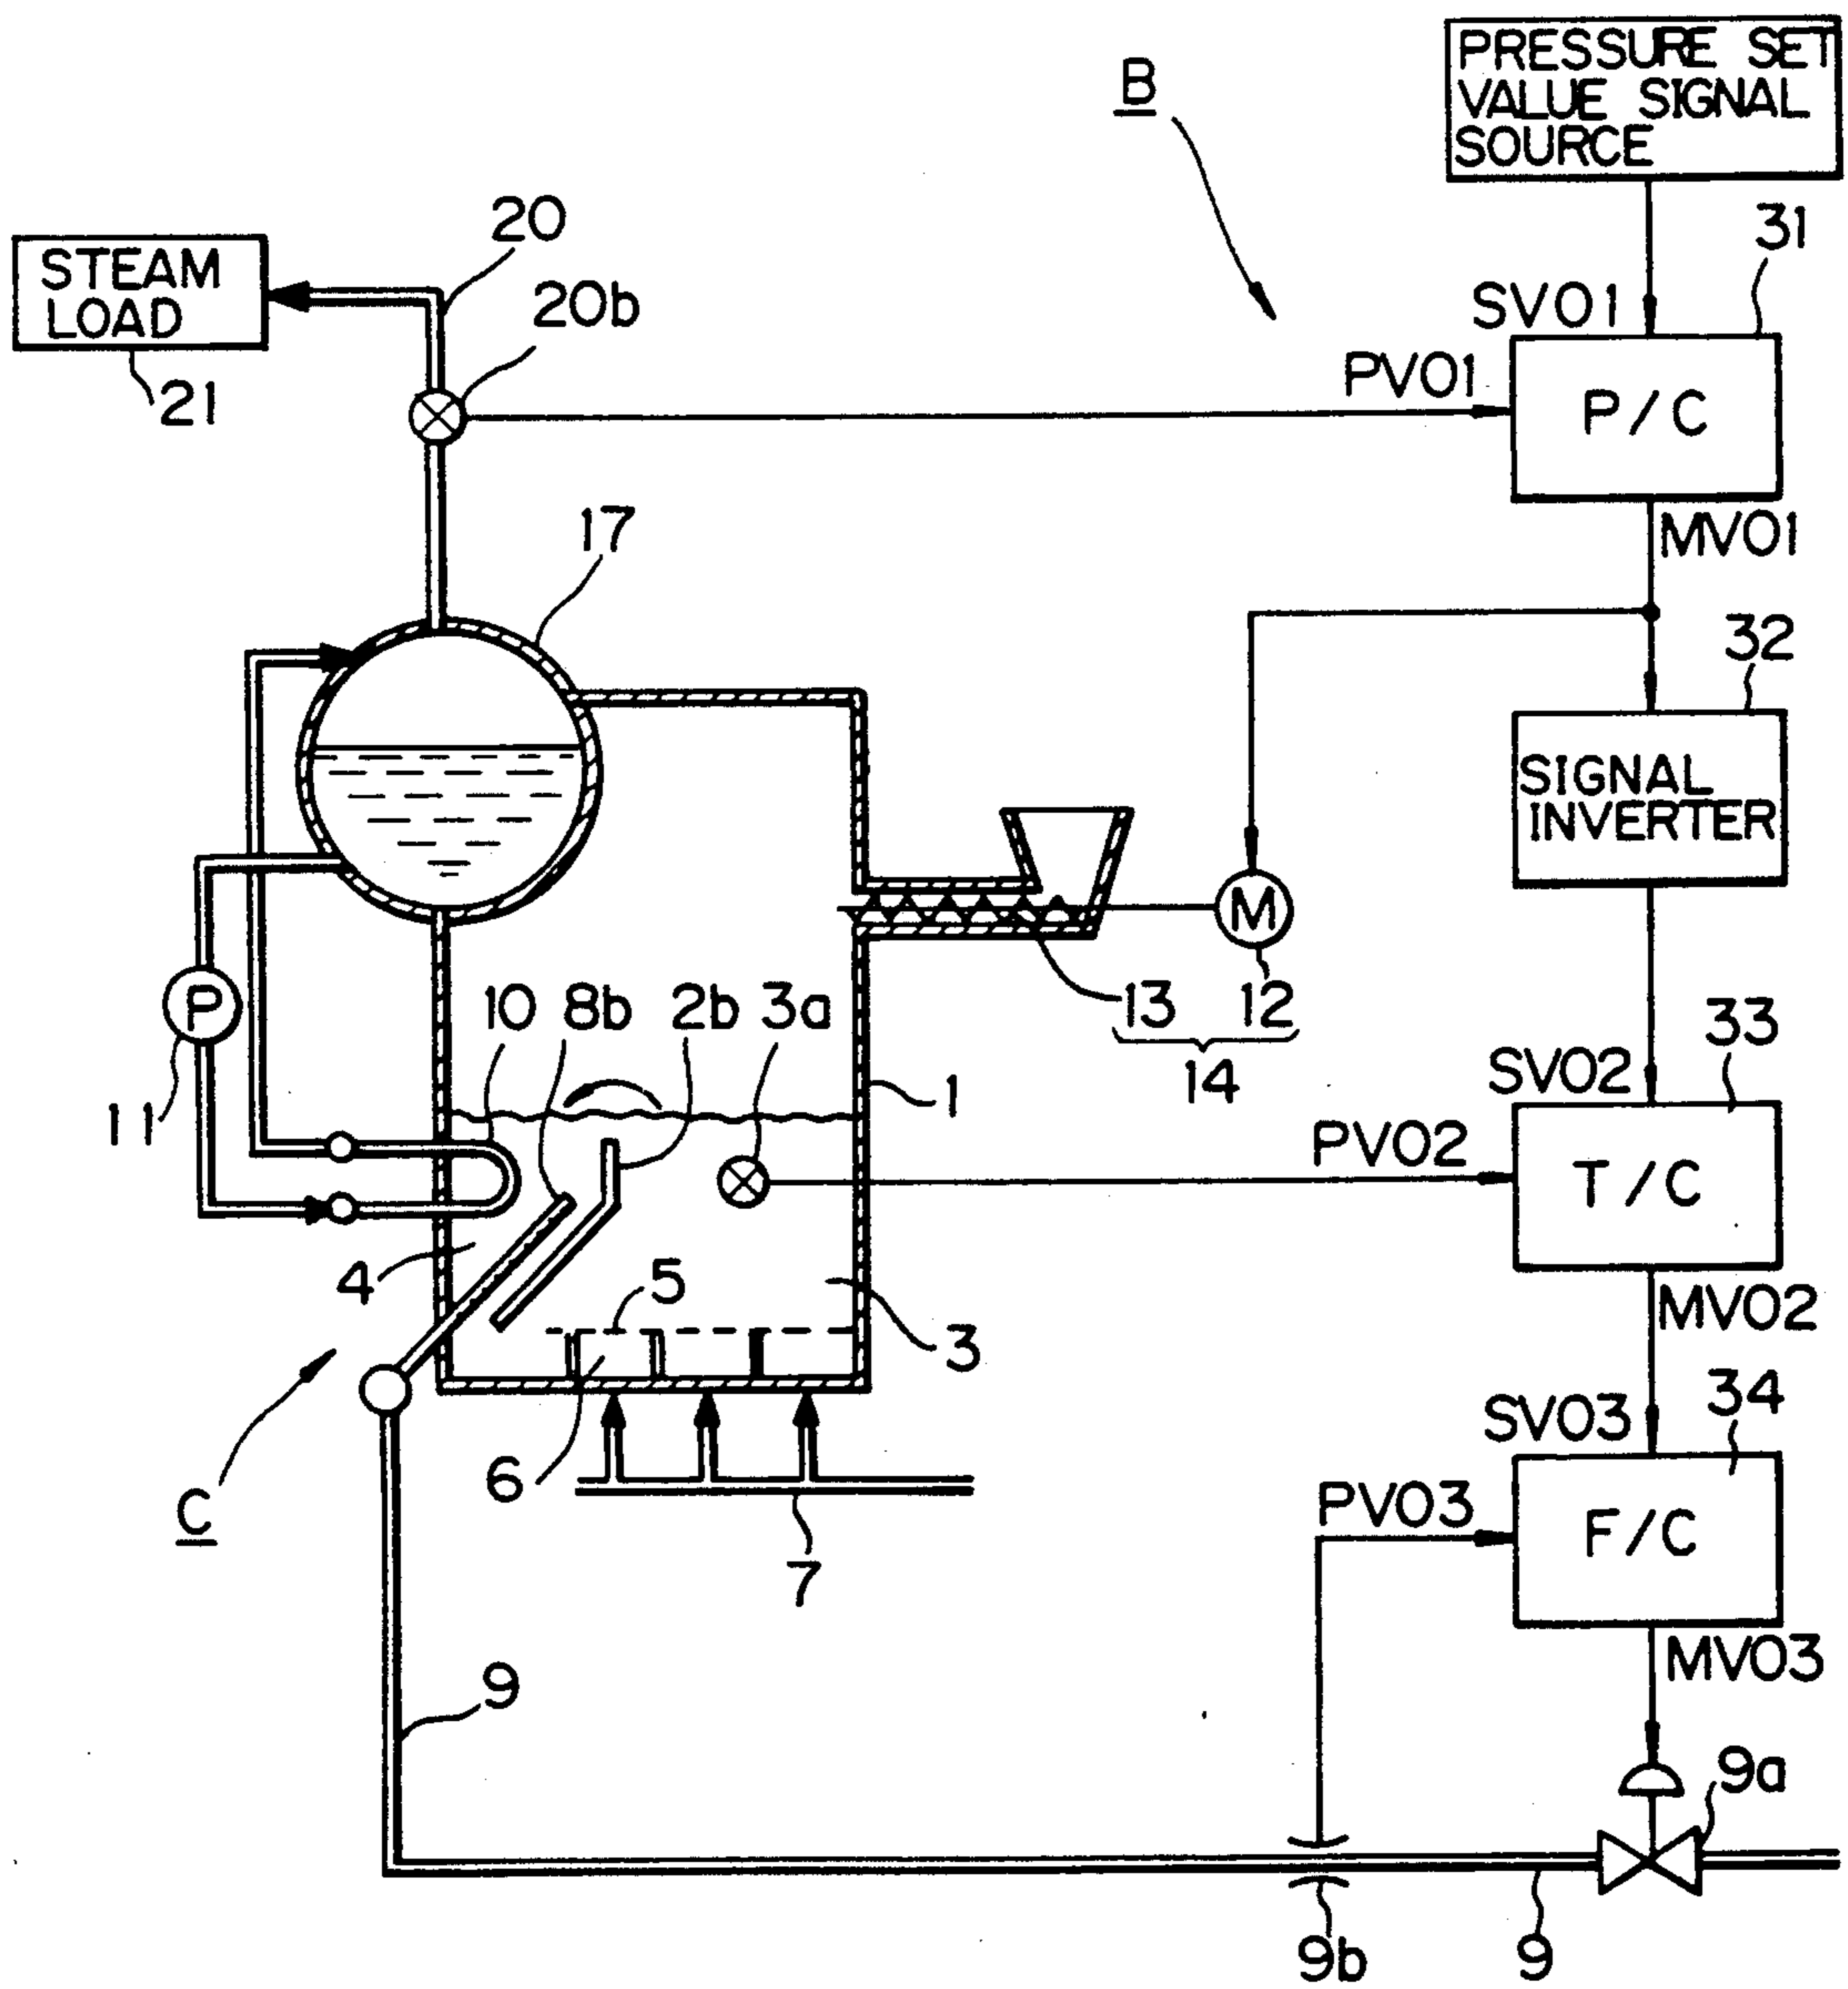 PRESSURE SET
VALUE SIGNAL
SOURCE
B
31
20
STEAM
LOAD
20b
SV01
21
PV01
P/C
17
MV01
32
SIGNAL
INVERTER
M
P
10
8b
2b
3a
13
12
33
14
11
1
SV02
PV02
T/C
4
5
3
MV02
34
SV03
6
C
PV03
F/C
7
MV03
9
9a
9b
9